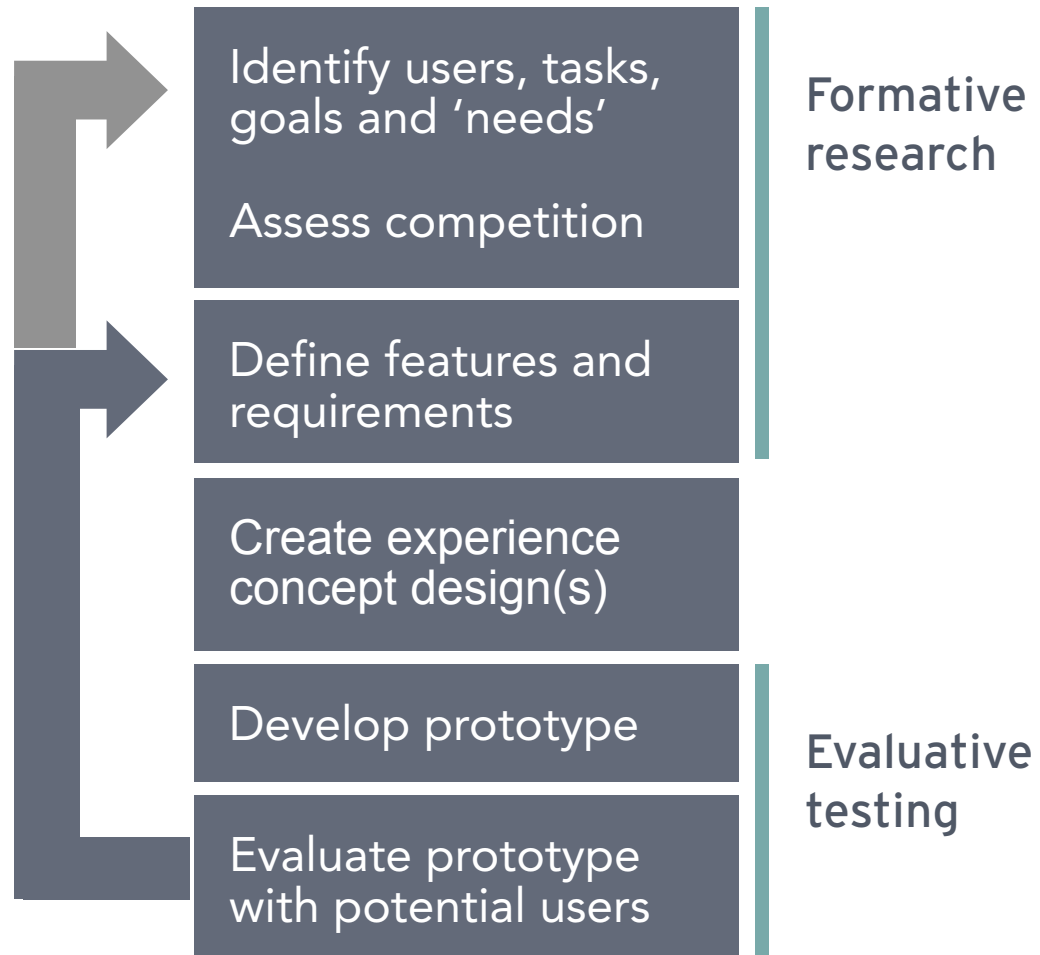 Identify users, tasks,
goals and ‘needs’
Assess competition
Formative
research
Define features and
requirements
Create experience
concept design(s)
Develop prototype
Evaluate prototype
with potential users
Evaluative
testing